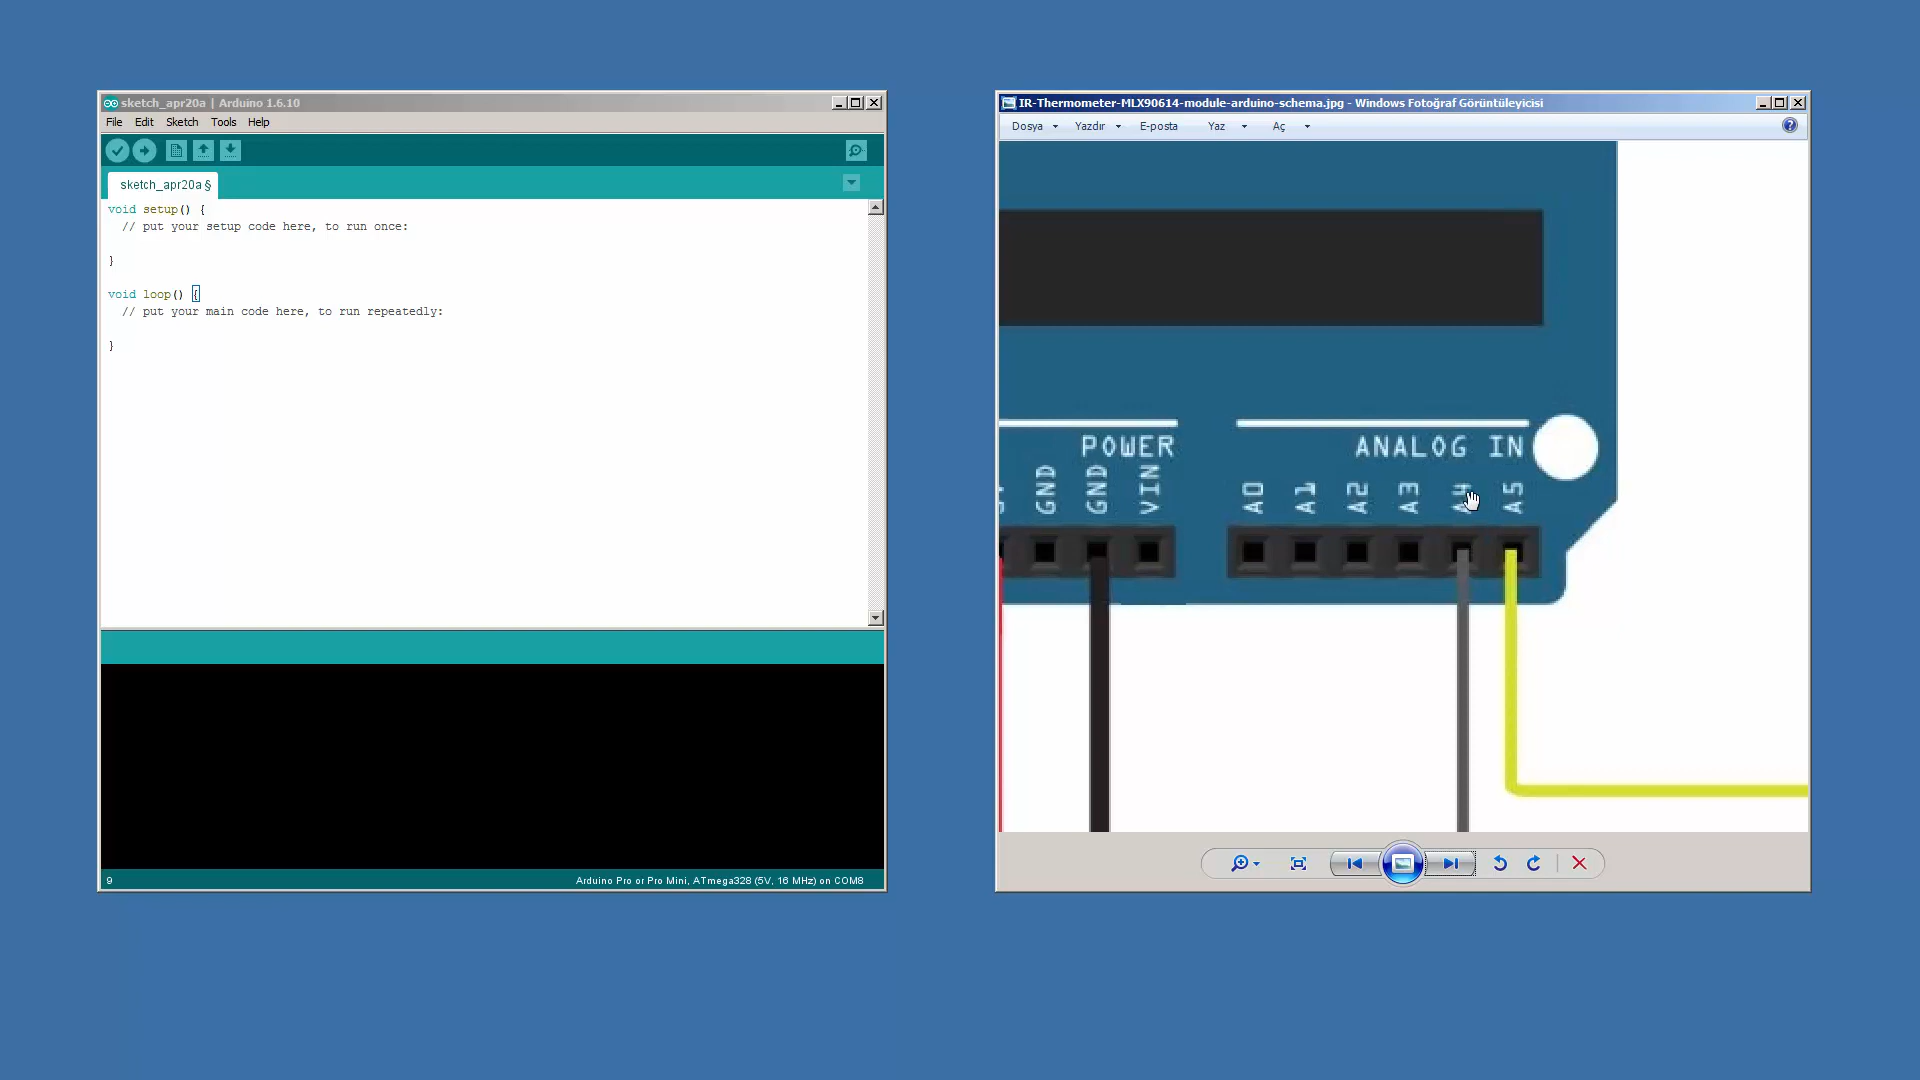 sketch_apr20a | Arduino 1.6.10
File Edit Sketch Tools Help
sketch_apr20a §
void setup() {
// put your setup code here, to run once:
}
void loop() {
// put your main code here, to run repeatedly:
}
9
Arduino Pro or Pro Mini, ATmega328 (5V, 16 MHz) on COM8
IR-Thermometer-MLX90614-module-arduino-schema.jpg - Windows Fotoğraf Görüntüleyicisi
Dosya Yazdır E-posta Yaz Aç
POWER
ANALOG IN
GND GND VIN
A0 A1 A2 A3 A4 A5